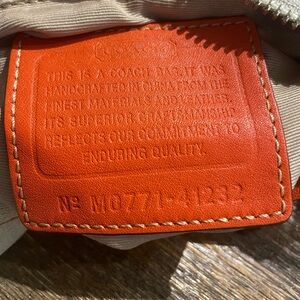 COACH
THIS IS A COACH BAG. IT WAS
HANDCRAFTED IN CHINA FROM THE
FINEST MATERIALS AND LEATHER.
ITS SUPERIOR CRAFTSMANSHIP
REFLECTS OUR COMMITMENT TO
ENDURING QUALITY.
Nº M0771-41232